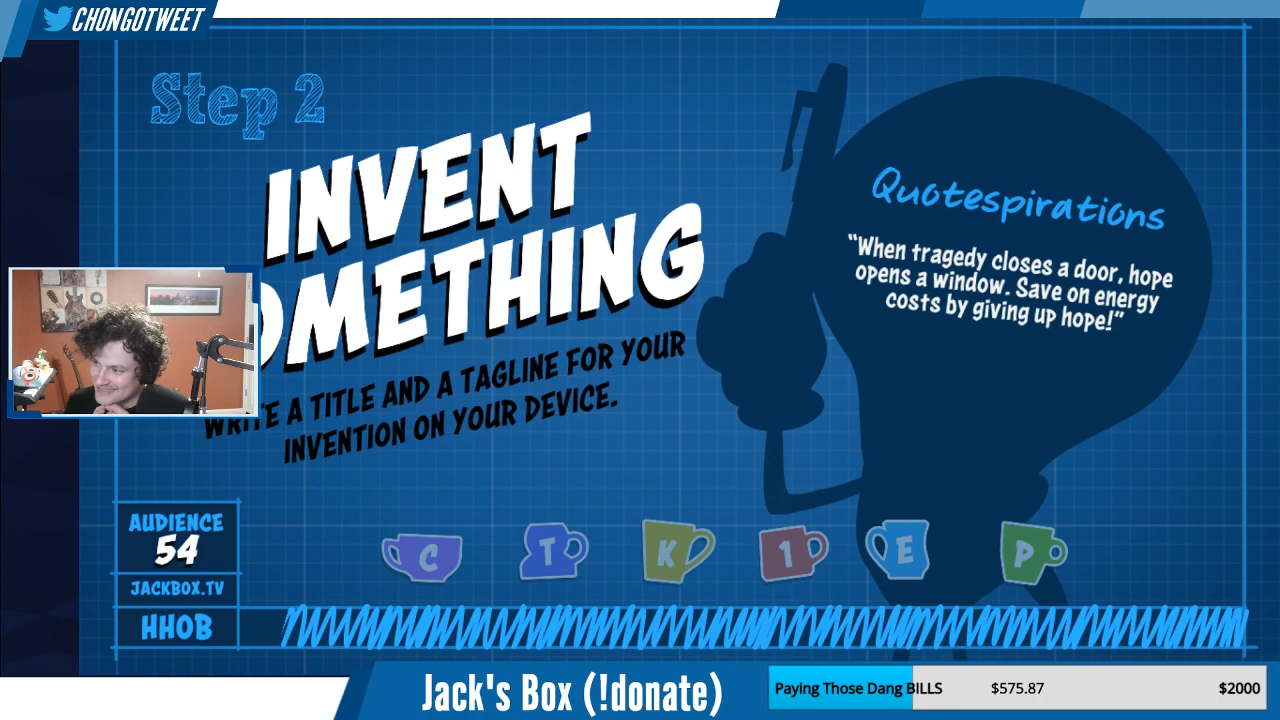 CHONGOTWEET
Step 2
INVENT
OMETHING
WRITE A TITLE AND A TAGLINE FOR YOUR
INVENTION ON YOUR DEVICE.
Quotespirations
“When tragedy closes a door, hope
opens a window. Save on energy
costs by giving up hope!”
AUDIENCE
54
JACKBOX.TV
HHOB
C T K 1 E P
Jack's Box (!donate)
Paying Those Dang BILLS $575.87 $2000